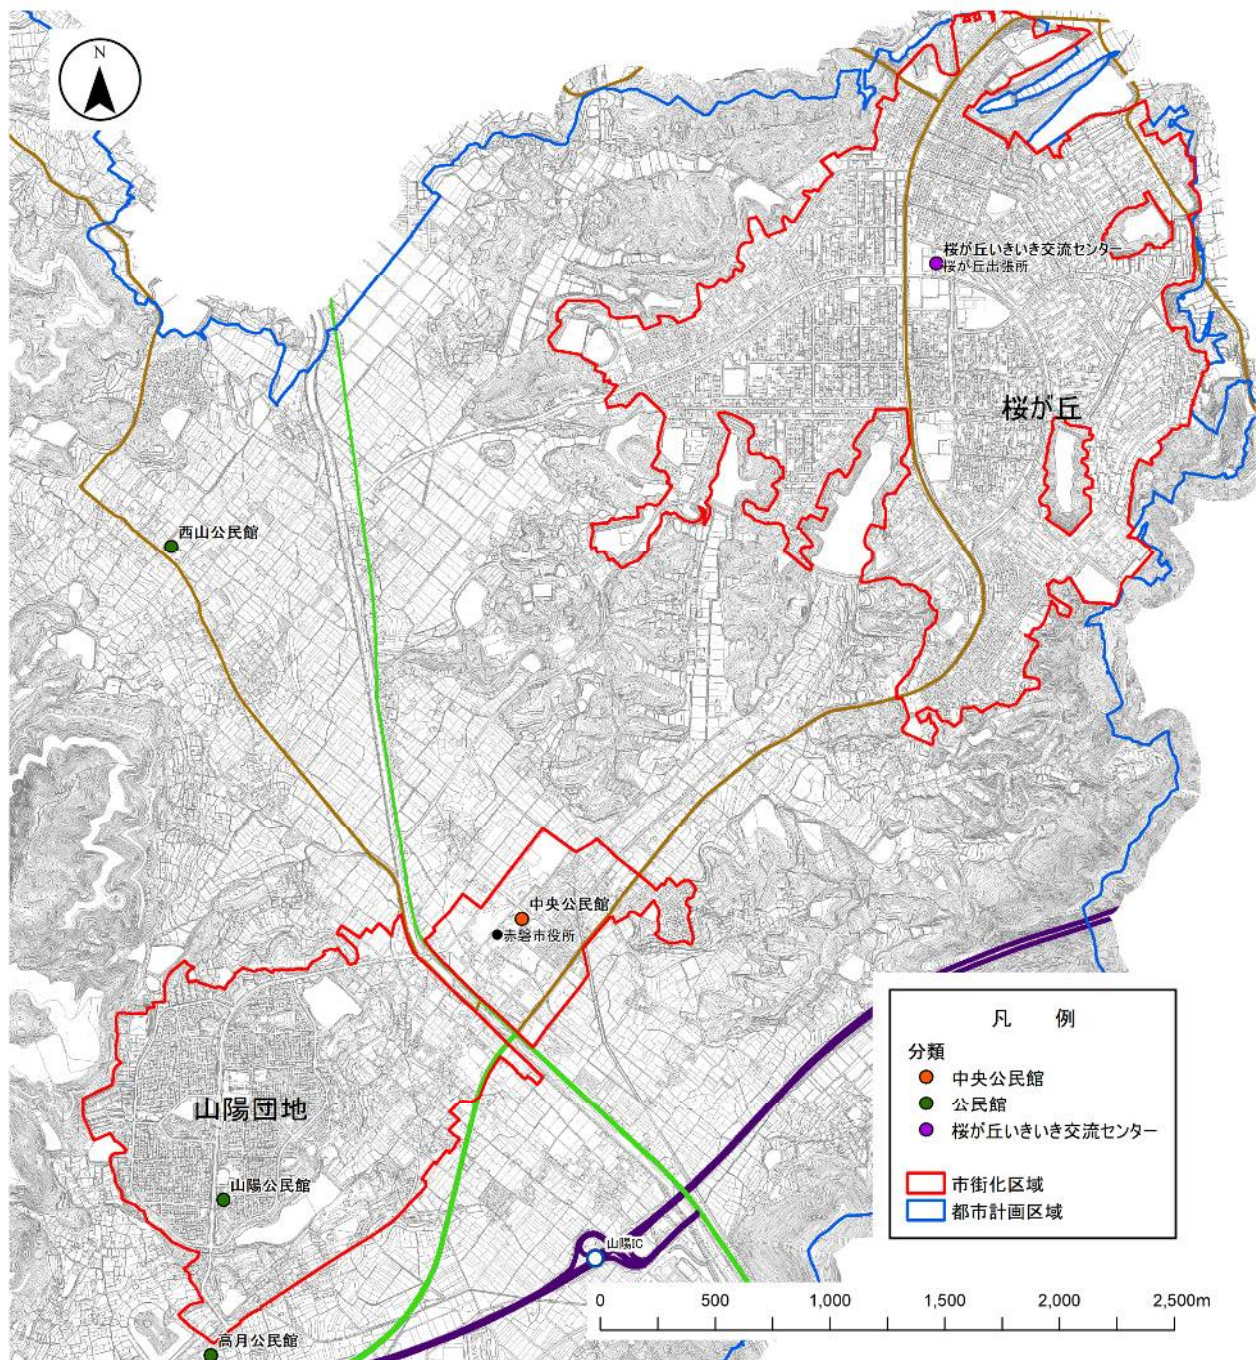 N
桜が丘いきいき交流センター
桜が丘出張所
桜が丘
西山公民館
中央公民館
赤磐市役所
山陽団地
山陽公民館
山陽IC
高月公民館
凡 例
分類
中央公民館
公民館
桜が丘いきいき交流センター
市街化区域
都市計画区域
0 500 1,000 1,500 2,000 2,500m